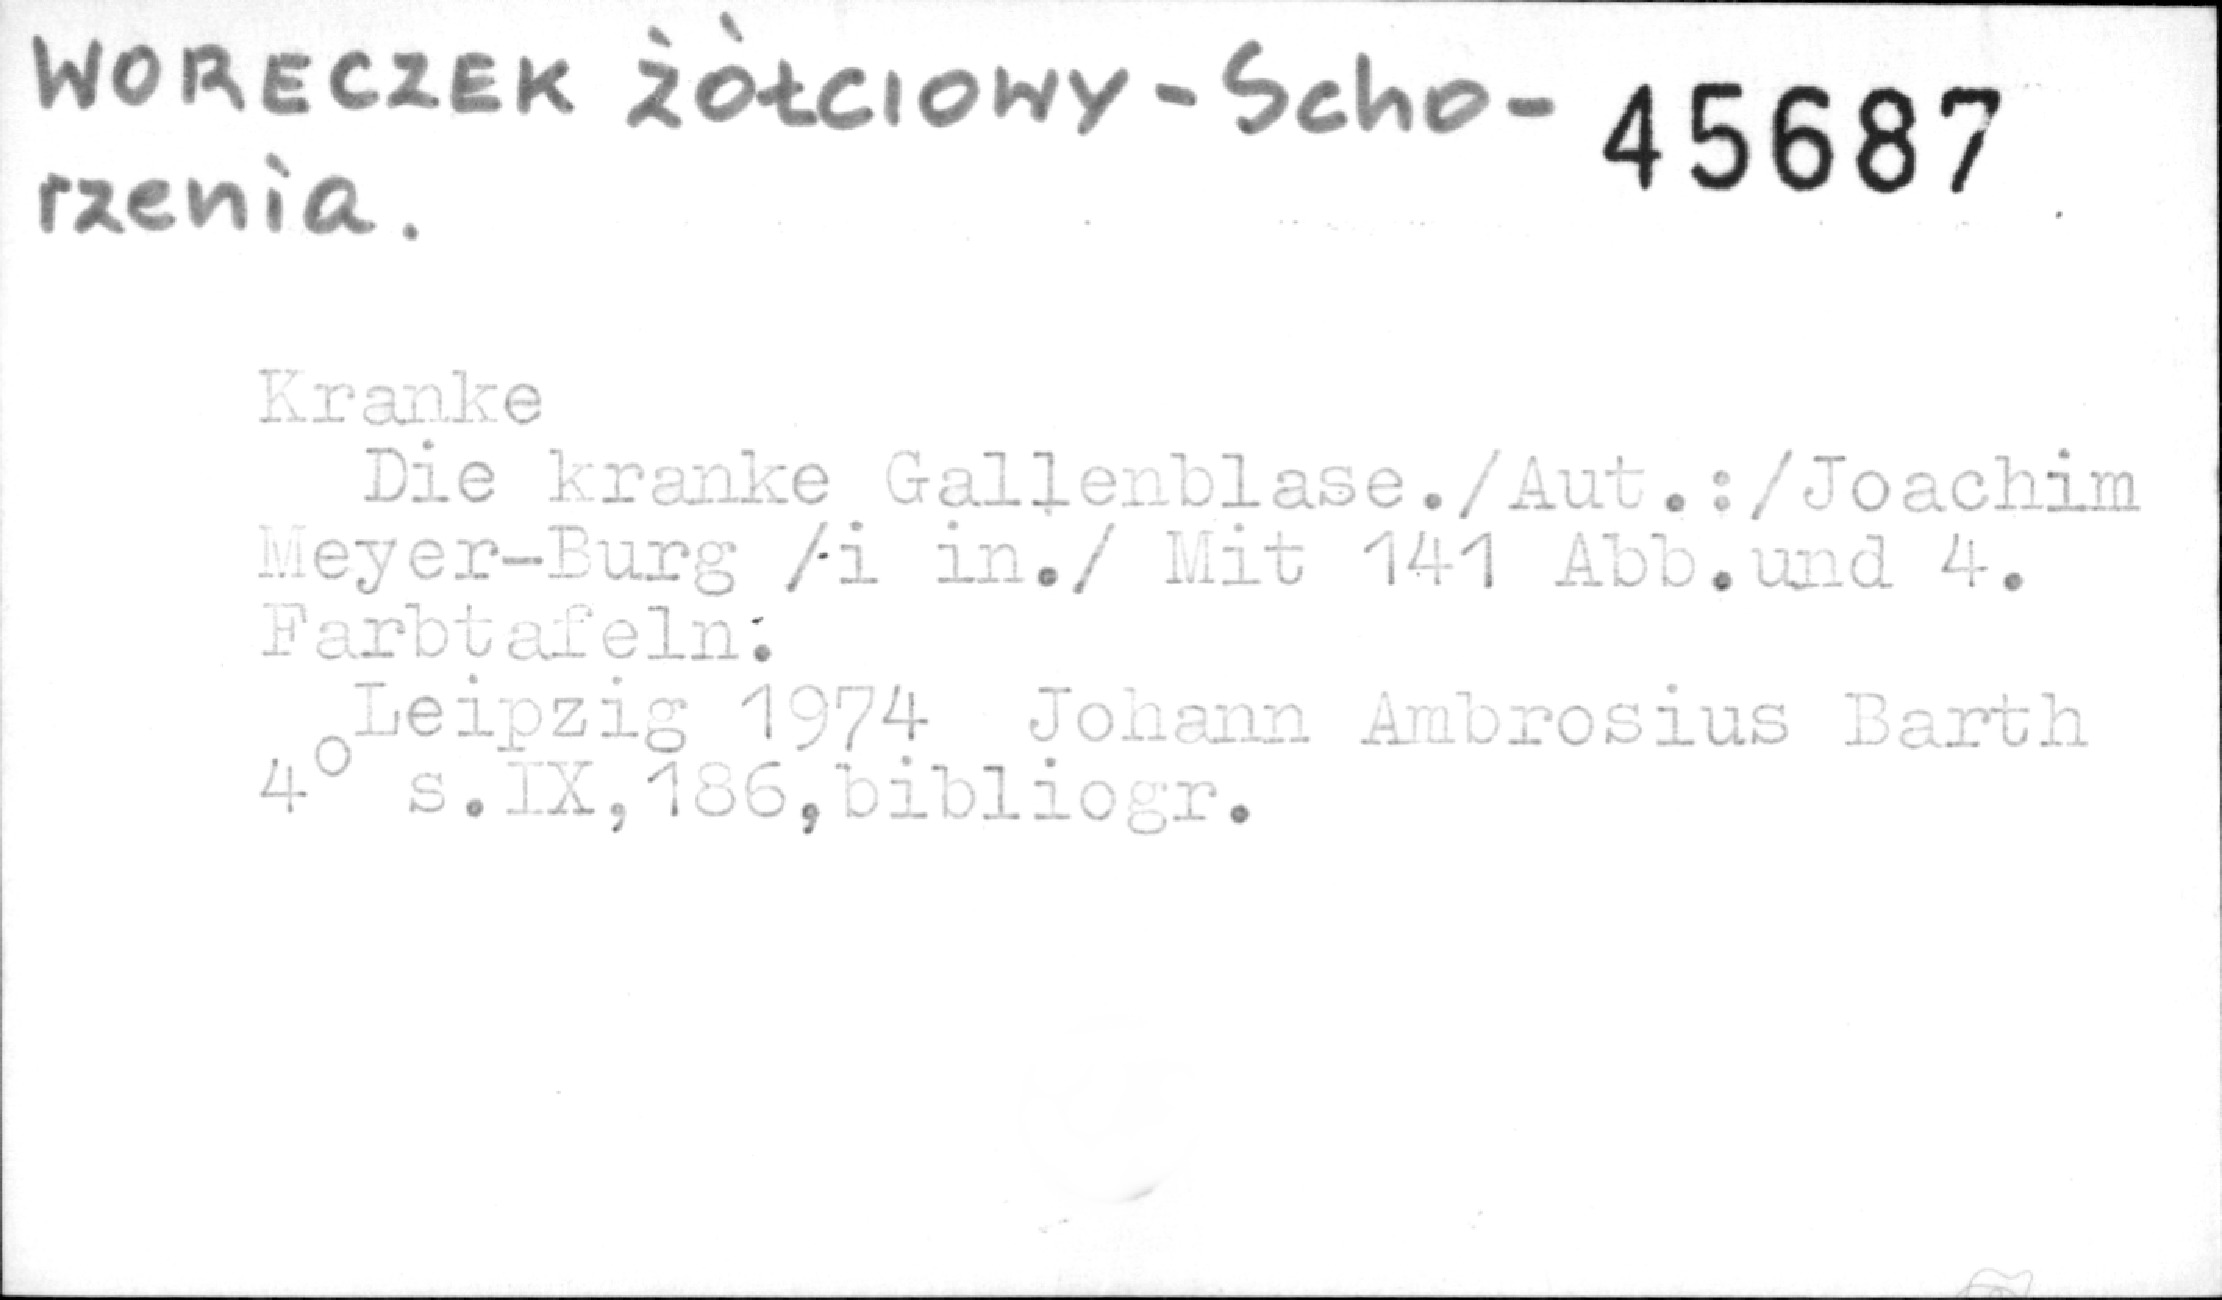 WORECZEK ŻÓŁCIOWY - Scho- 45687
rzenia.
Kranke
Die kranke Gallenblase./Aut.:/Joachim
Meyer-Burg /i in./ Mit 141 Abb.und 4.
Farbtafeln:
Leipzig 1974 Johann Ambrosius Barth
4° s.IX,186,bibliogr.